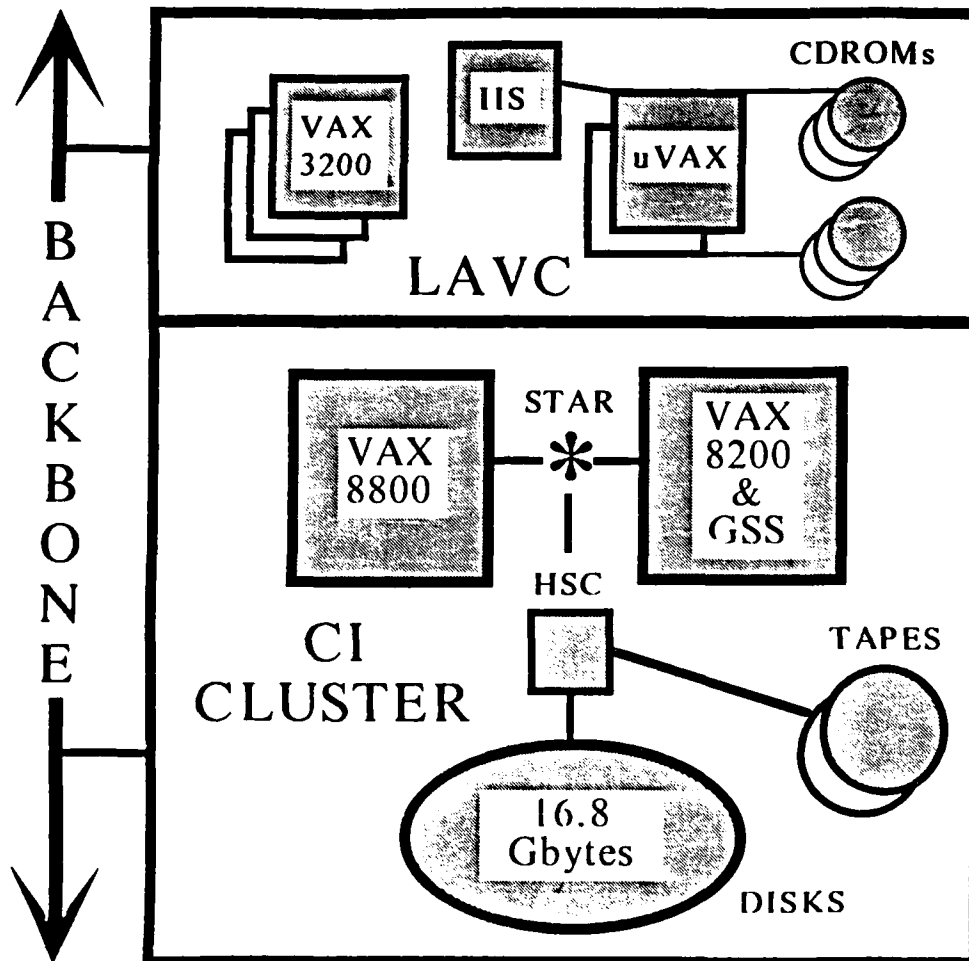 BACKBONE
CDROMs
IIS
VAX
3200
uVAX
LAVC
STAR
VAX
8800
VAX
8200
&
GSS
HSC
CI
CLUSTER
TAPES
16.8
Gbytes
DISKS